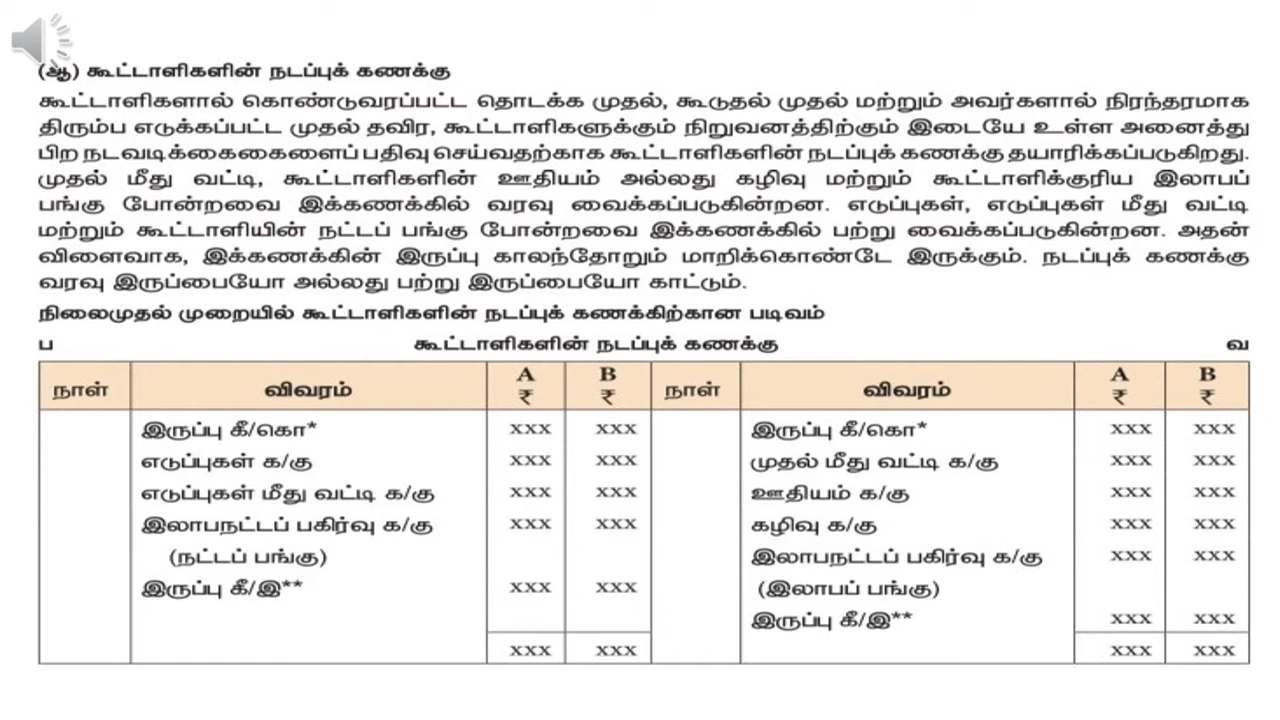 (ஆ) கூட்டாளிகளின் நடப்புக் கணக்கு
கூட்டாளிகளால் கொண்டுவரப்பட்ட தொடக்க முதல், கூடுதல் முதல் மற்றும் அவர்களால் நிரந்தரமாக
திரும்ப எடுக்கப்பட்ட முதல் தவிர, கூட்டாளிகளுக்கும் நிறுவனத்திற்கும் இடையே உள்ள அனைத்து
பிற நடவடிக்கைகைகளைப் பதிவு செய்வதற்காக கூட்டாளிகளின் நடப்புக் கணக்கு தயாரிக்கப்படுகிறது.
முதல் மீது வட்டி, கூட்டாளிகளின் ஊதியம் அல்லது கழிவு மற்றும் கூட்டாளிக்குரிய இலாபப்
பங்கு போன்றவை இக்கணக்கில் வரவு வைக்கப்படுகின்றன. எடுப்புகள், எடுப்புகள் மீது வட்டி
மற்றும் கூட்டாளியின் நட்டப் பங்கு போன்றவை இக்கணக்கில் பற்று வைக்கப்படுகின்றன. அதன்
விளைவாக, இக்கணக்கின் இருப்பு காலந்தோறும் மாறிக்கொண்டே இருக்கும். நடப்புக் கணக்கு
வரவு இருப்பையோ அல்லது பற்று இருப்பையோ காட்டும்.
நிலைமுதல் முறையில் கூட்டாளிகளின் நடப்புக் கணக்கிற்கான படிவம்
ப கூட்டாளிகளின் நடப்புக் கணக்கு வ
நாள் விவரம் A ₹ B ₹ நாள் விவரம் A ₹ B ₹
இருப்பு கீ/கொ* xxx xxx இருப்பு கீ/கொ* xxx xxx
எடுப்புகள் க/கு xxx xxx முதல் மீது வட்டி க/கு xxx xxx
எடுப்புகள் மீது வட்டி க/கு xxx xxx ஊதியம் க/கு xxx xxx
இலாபநட்டப் பகிர்வு க/கு xxx xxx கழிவு க/கு xxx xxx
(நட்டப் பங்கு) இலாபநட்டப் பகிர்வு க/கு xxx xxx
இருப்பு கீ/இ** xxx xxx (இலாபப் பங்கு)
இருப்பு கீ/இ** xxx xxx
xxx xxx xxx xxx